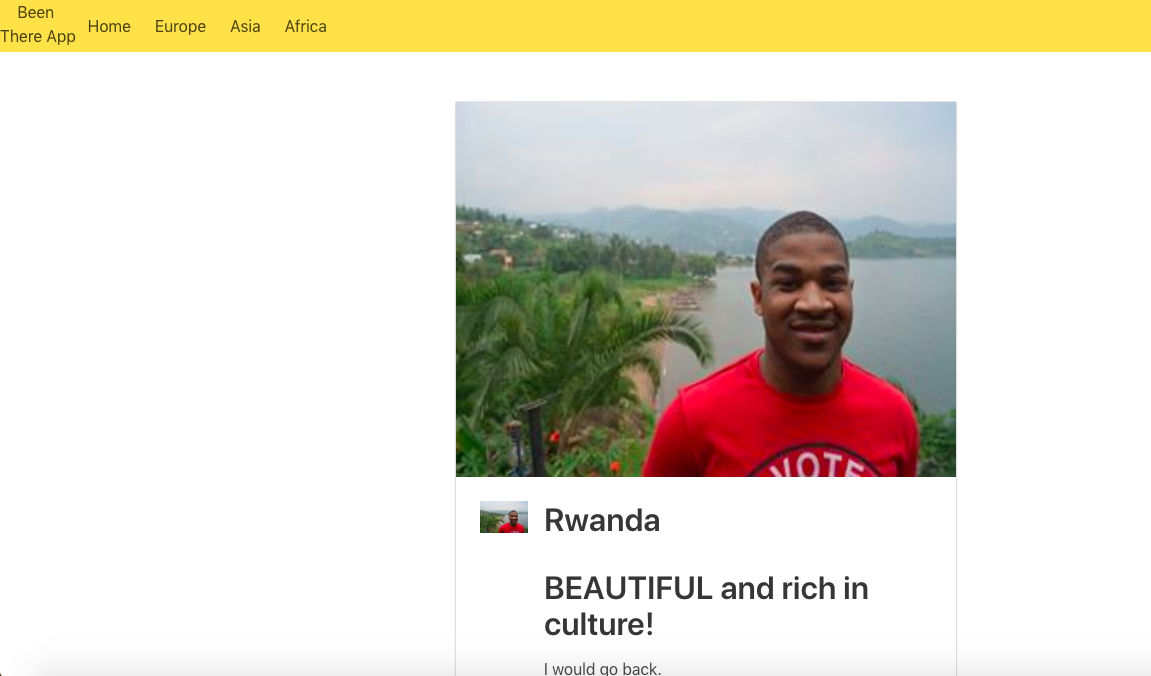 Been
There App
Home Europe Asia Africa
VOTE
Rwanda
BEAUTIFUL and rich in
culture!
I would go back.